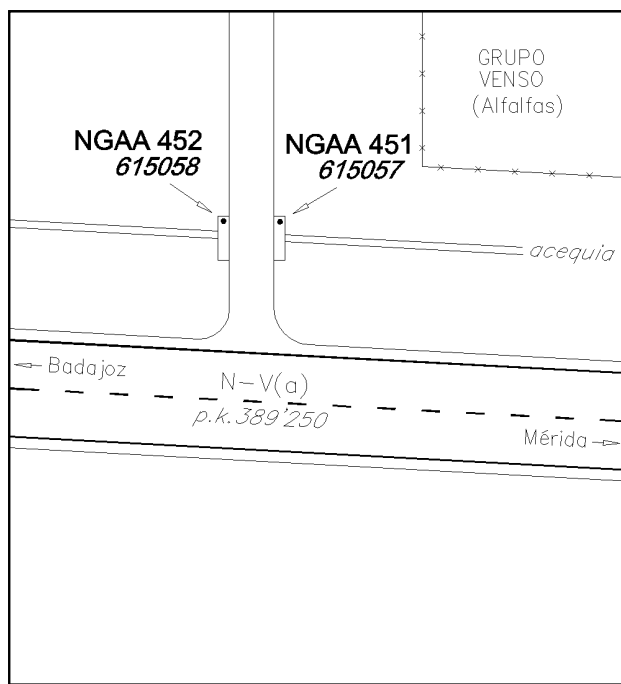 GRUPO
VENSO
(Alfalfas)
NGAA 452
615058
NGAA 451
615057
acequia
Badajoz
N-V(a)
p.k.389'250
Mérida